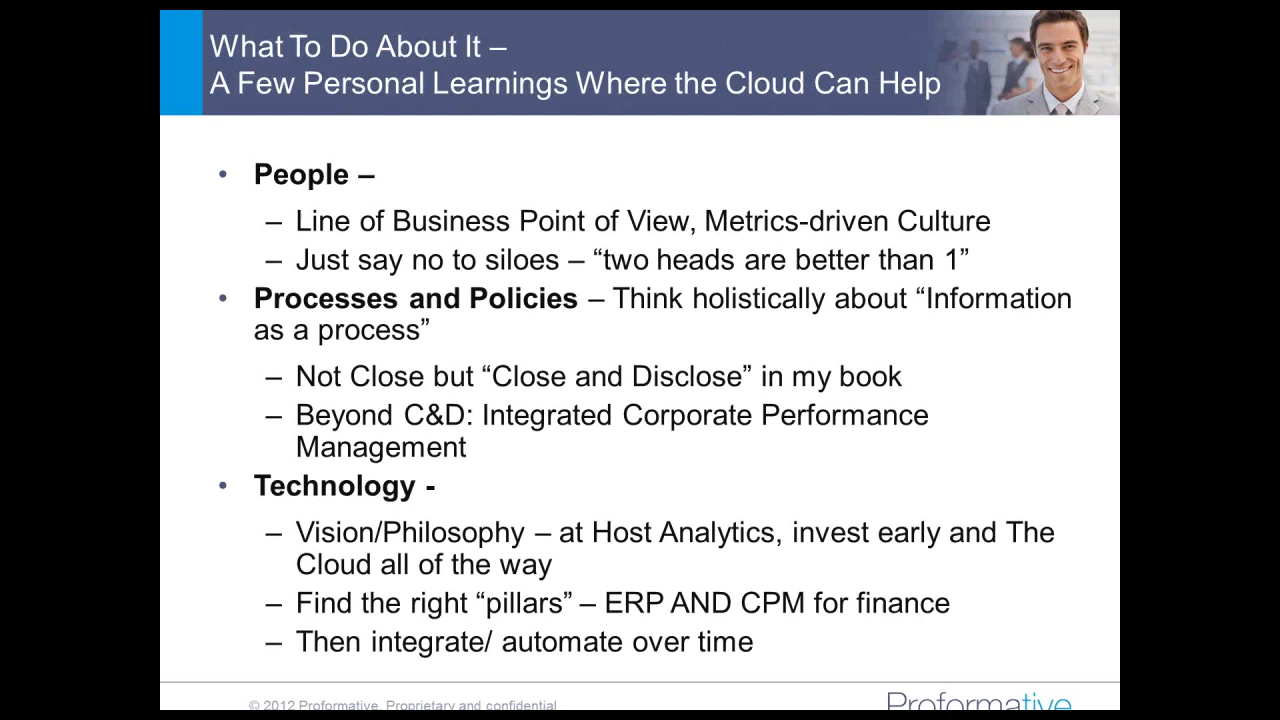 What To Do About It –
A Few Personal Learnings Where the Cloud Can Help
• People –
– Line of Business Point of View, Metrics-driven Culture
– Just say no to siloes – “two heads are better than 1”
• Processes and Policies – Think holistically about “Information
as a process”
– Not Close but “Close and Disclose” in my book
– Beyond C&D: Integrated Corporate Performance
Management
• Technology -
– Vision/Philosophy – at Host Analytics, invest early and The
Cloud all of the way
– Find the right “pillars” – ERP AND CPM for finance
– Then integrate/ automate over time
© 2012 Proformative. Proprietary and confidential
Proformative